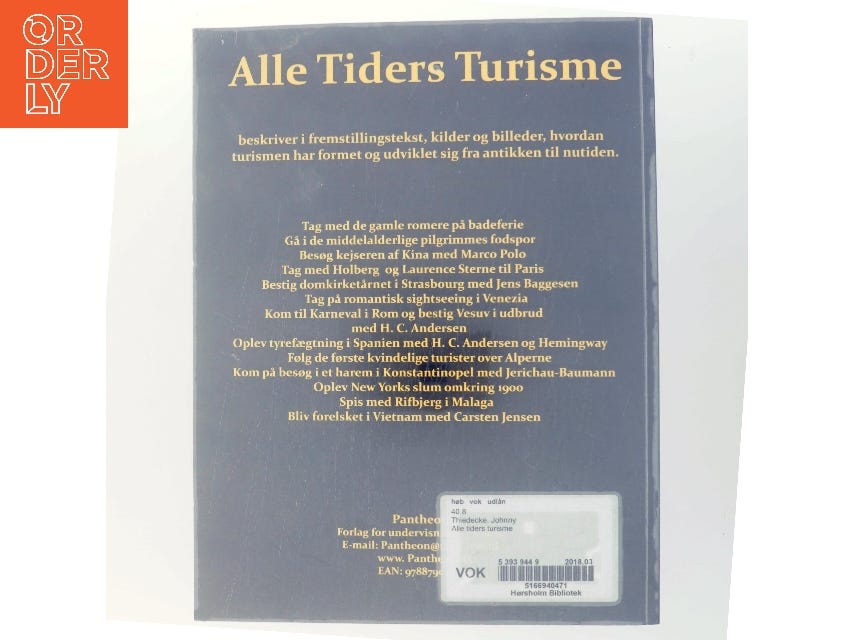 ORDERLY
Alle Tiders Turisme
beskriver i fremstillingstekst, kilder og billeder, hvordan
turismen har formet og udviklet sig fra antikken til nutiden.
Tag med de gamle romere på badeferie
Gå i de middelalderlige pilgrimmes fodspor
Besøg kejseren af Kina med Marco Polo
Tag med Holberg og Laurence Sterne til Paris
Bestig domkirketårnet i Strasbourg med Jens Baggesen
Tag på romantisk sightseeing i Venezia
Kom til Karneval i Rom og bestig Vesuv i udbrud
med H. C. Andersen
Oplev tyrefægtning i Spanien med H. C. Andersen og Hemingway
Følg de første kvindelige turister over Alperne
Kom på besøg i et harem i Konstantinopel med Jerichau-Baumann
Oplev New Yorks slum omkring 1900
Spis med Rifbjerg i Malaga
Bliv forelsket i Vietnam med Carsten Jensen
Pantheo
Forlag for undervisn
E-mail: Pantheon@
www. Panthe
EAN: 978879
høb vok udlån
40.8
Thiedecke, Johnny
Alle tiders turisme
VOK
5 393 944 9 2018.03
5166940471
Hørsholm Bibliotek